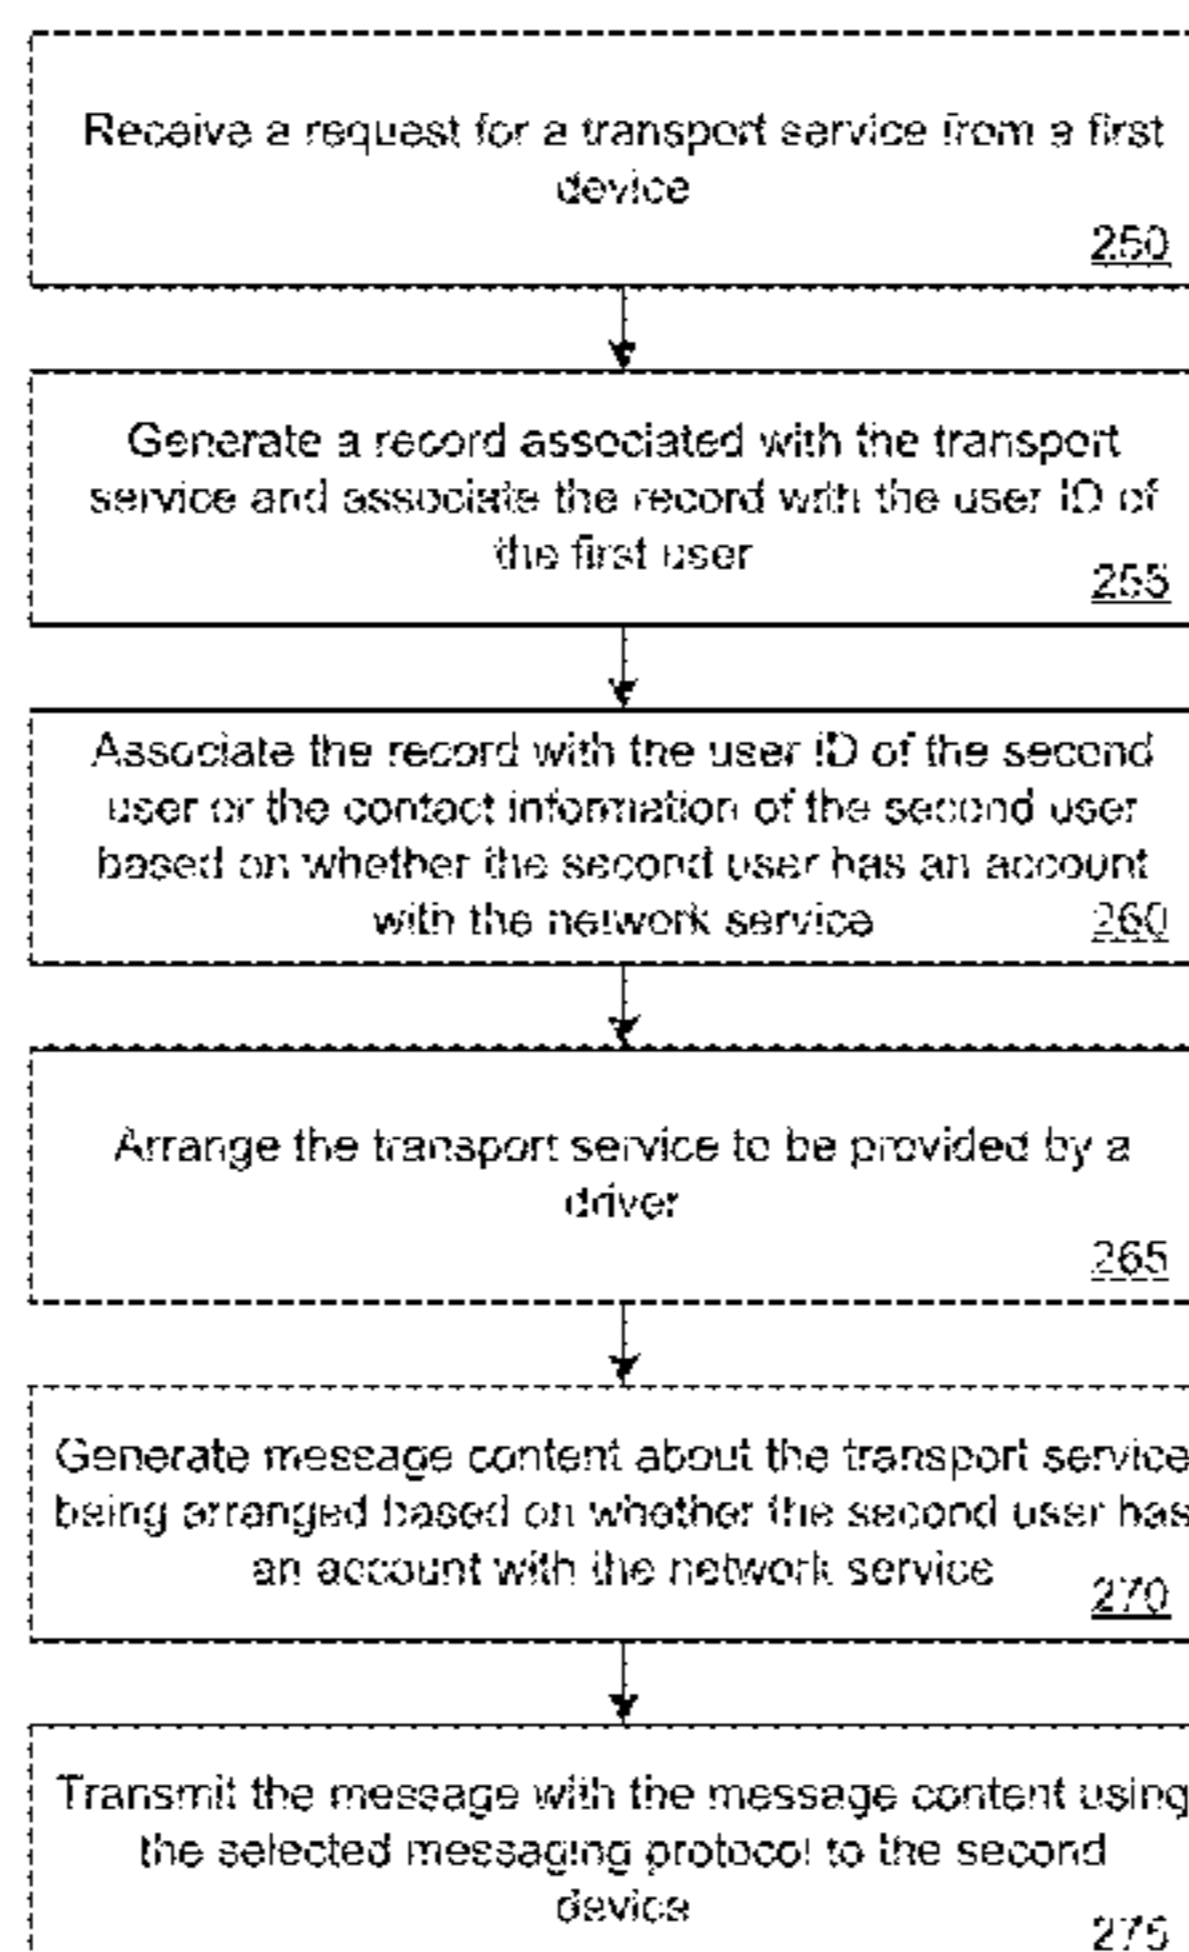 Receive a request for a transport service from a first
device
250
Generate a record associated with the transport
service and associate the record with the user ID of
the first user
255
Associate the record with the user ID of the second
user or the contact information of the second user
based on whether the second user has an account
with the network service
260
Arrange the transport service to be provided by a
driver
265
Generate message content about the transport service
being arranged based on whether the second user has
an account with the network service
270
Transmit the message with the message content using
the selected messaging protocol to the second
device
275